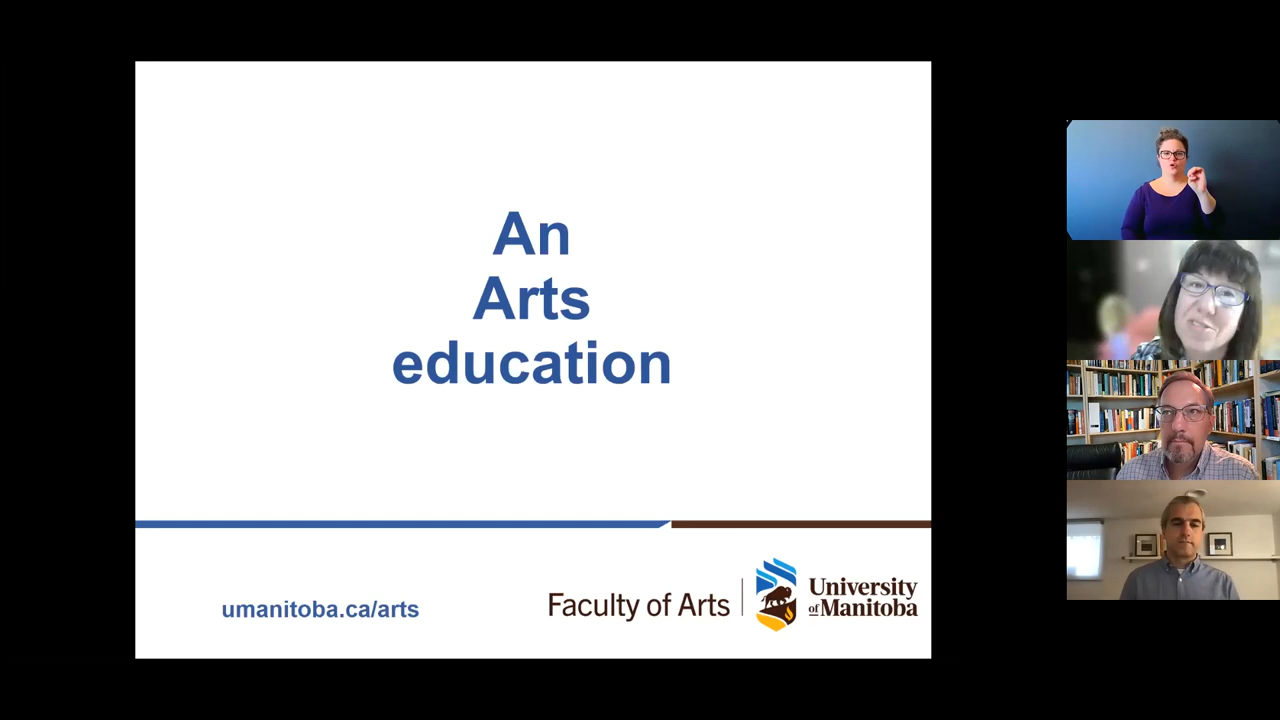 An
Arts
education
umanitoba.ca/arts
Faculty of Arts
University
of Manitoba